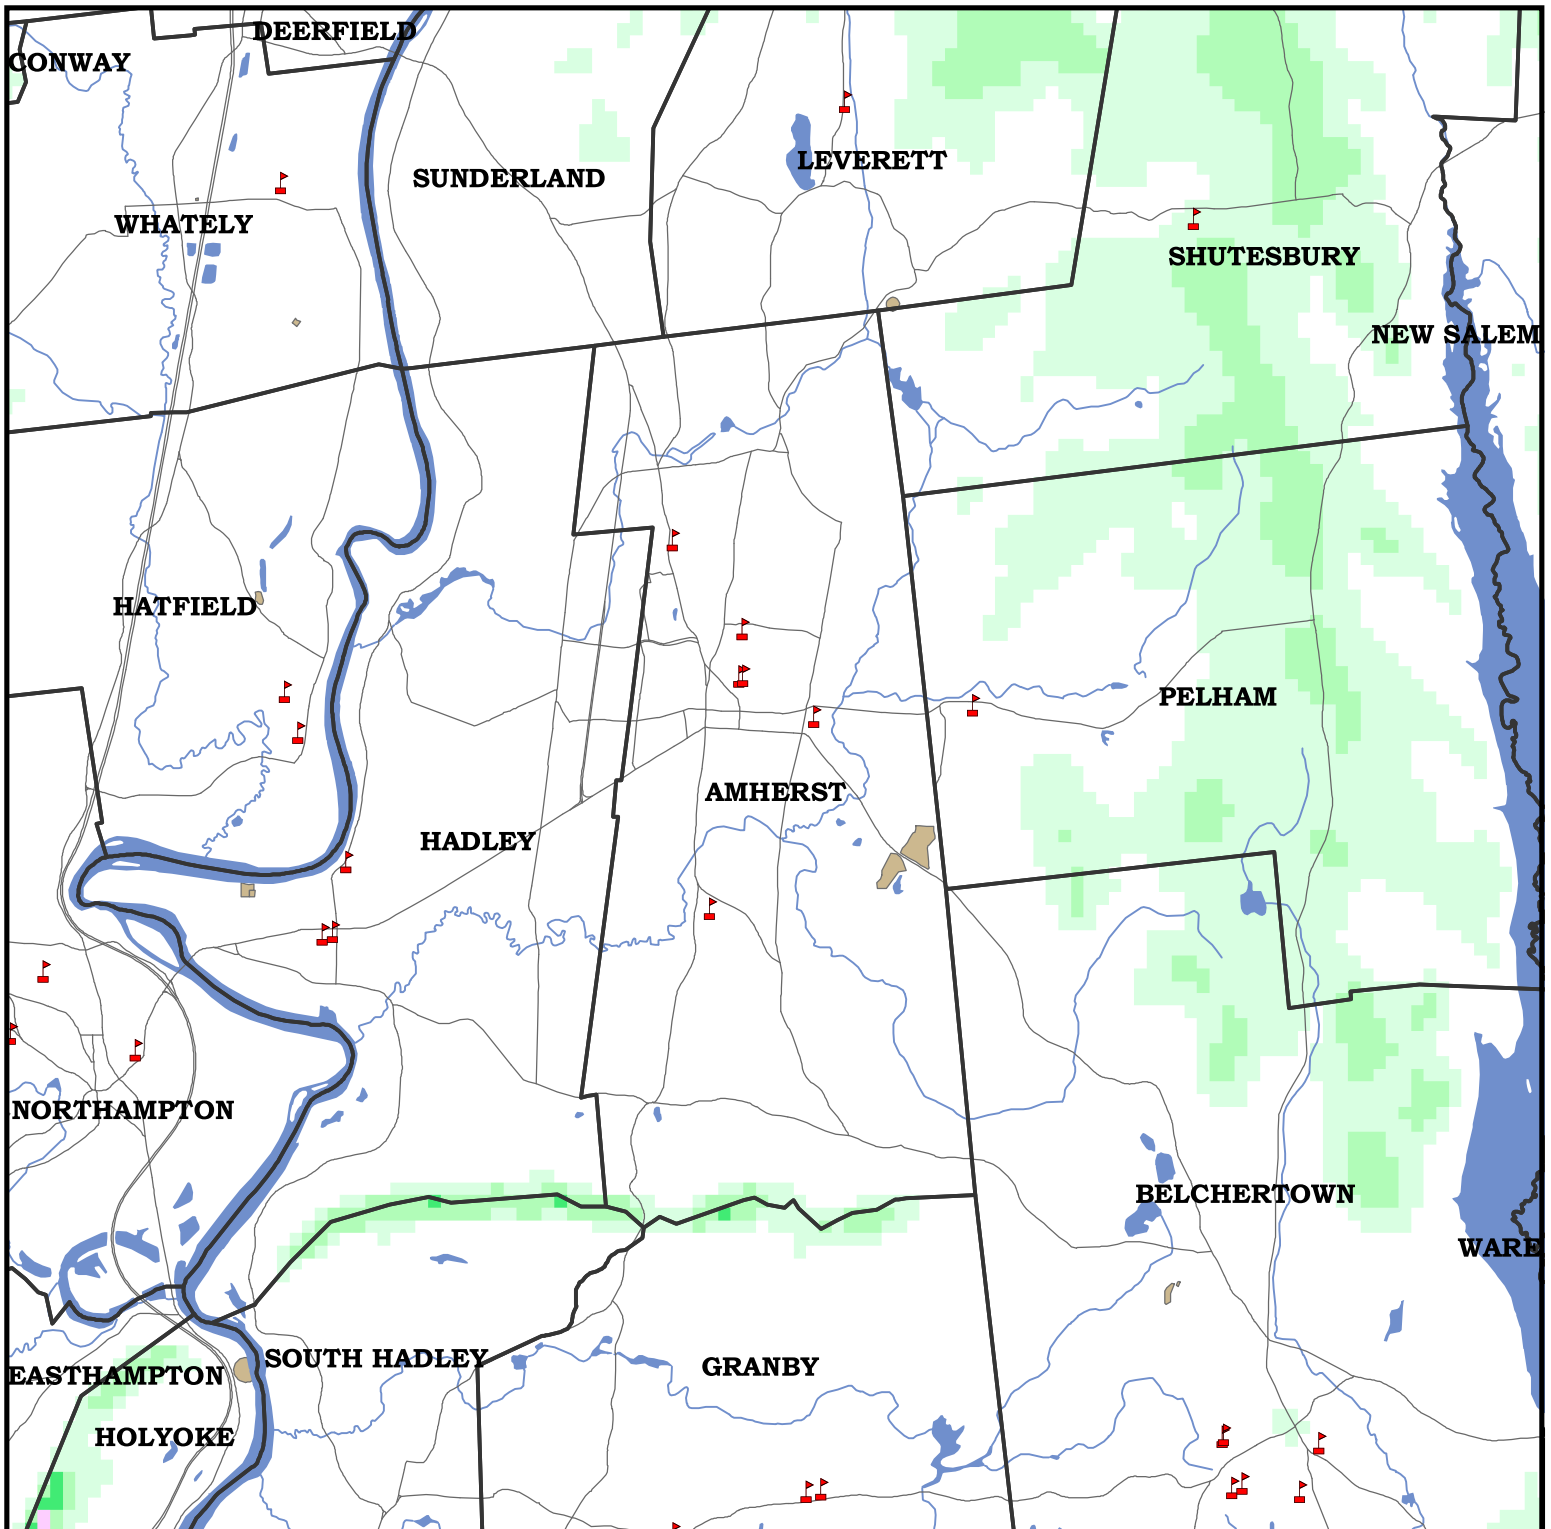 DEERFIELD
CONWAY
LEVERETT
SUNDERLAND
WHATELY
SHUTESBURY
NEW SALEM
HATFIELD
PELHAM
AMHERST
HADLEY
NORTHAMPTON
BELCHERTOWN
WARE
SOUTH HADLEY
GRANBY
EASTHAMPTON
HOLYOKE